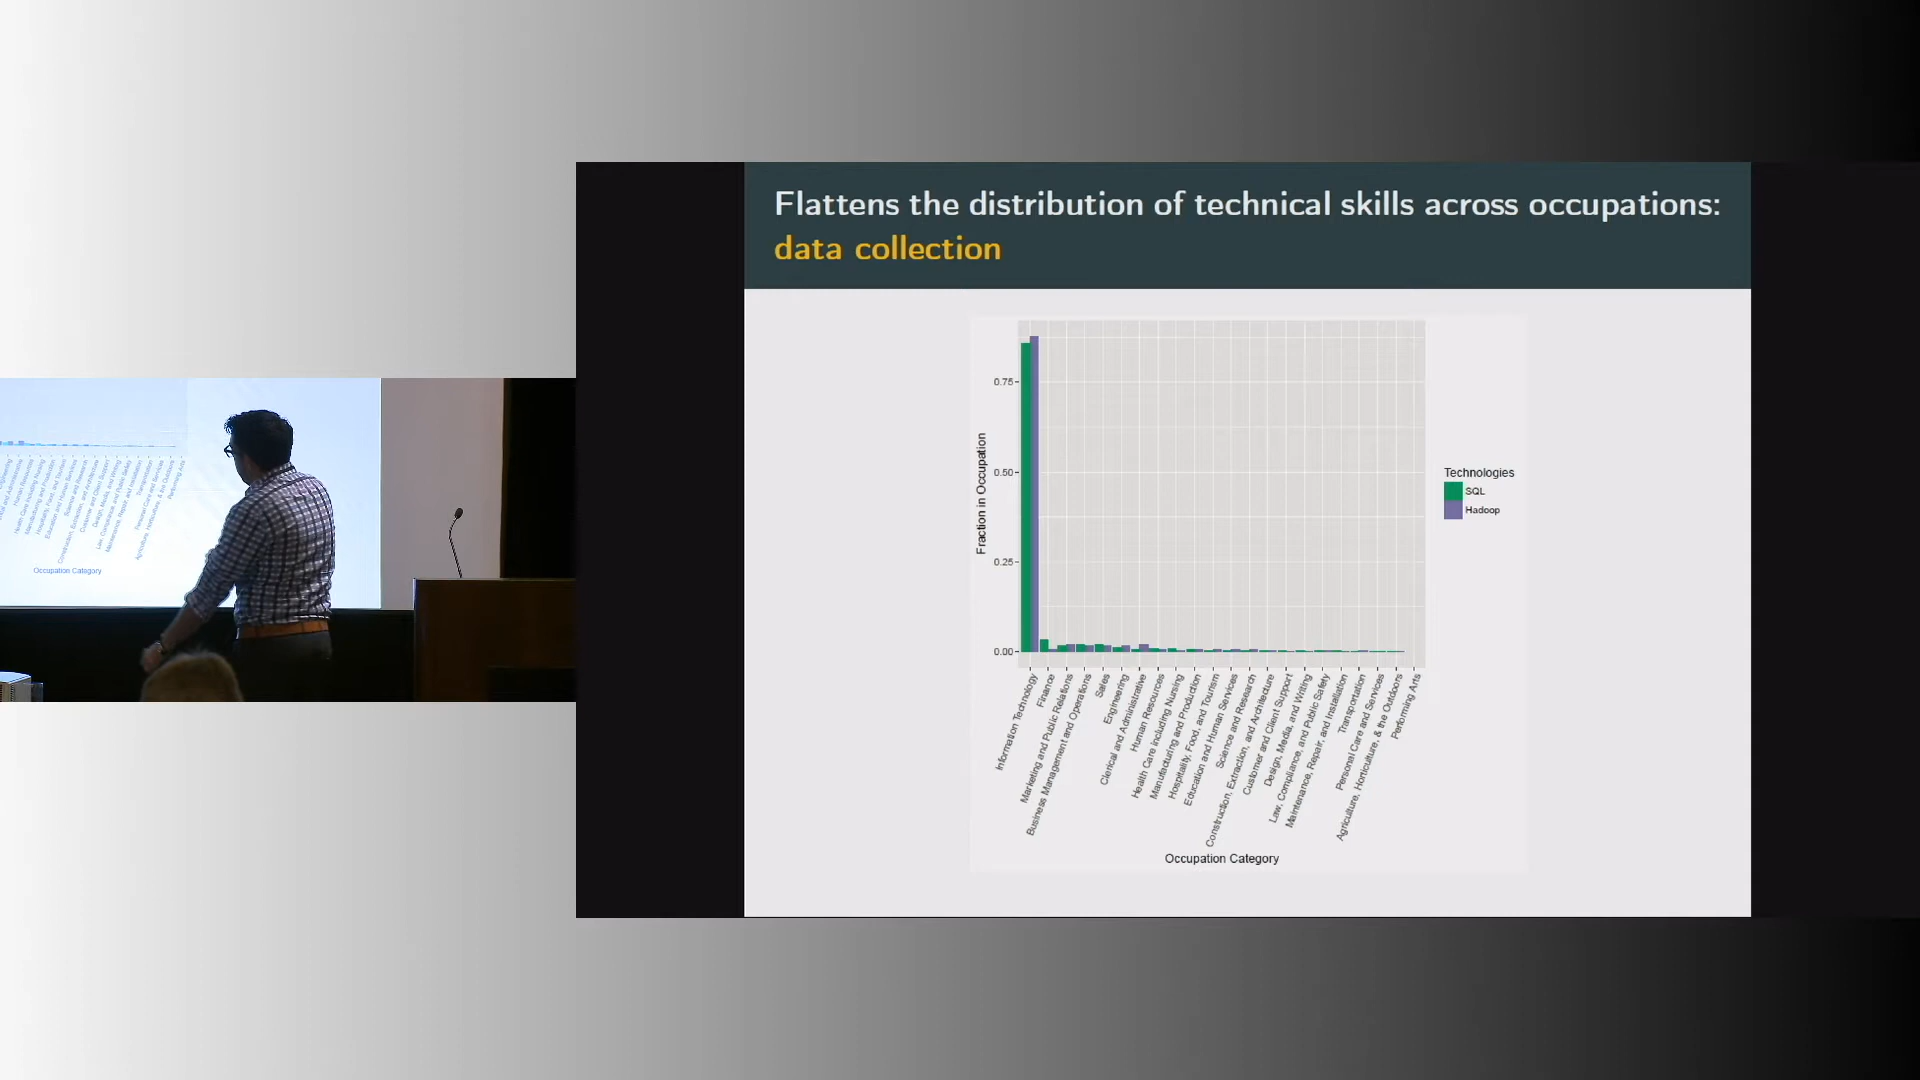 Flattens the distribution of technical skills across occupations:
data collection
0.75
0.50
0.25
0.00
Fraction in Occupation
Technologies
SQL
Hadoop
Information Technology
Finance
Marketing and Public Relations
Business Management and Operations
Sales
Engineering
Clerical and Administrative
Human Resources
Health Care including Nursing
Manufacturing and Production
Hospitality, Food, and Tourism
Education and Human Services
Science and Research
Construction, Extraction, and Architecture
Customer and Client Support
Design, Media, and Writing
Law, Compliance, and Public Safety
Maintenance, Repair, and Installation
Transportation
Personal Care and Services
Agriculture, Horticulture, & the Outdoors
Performing Arts
Occupation Category
Occupation Category